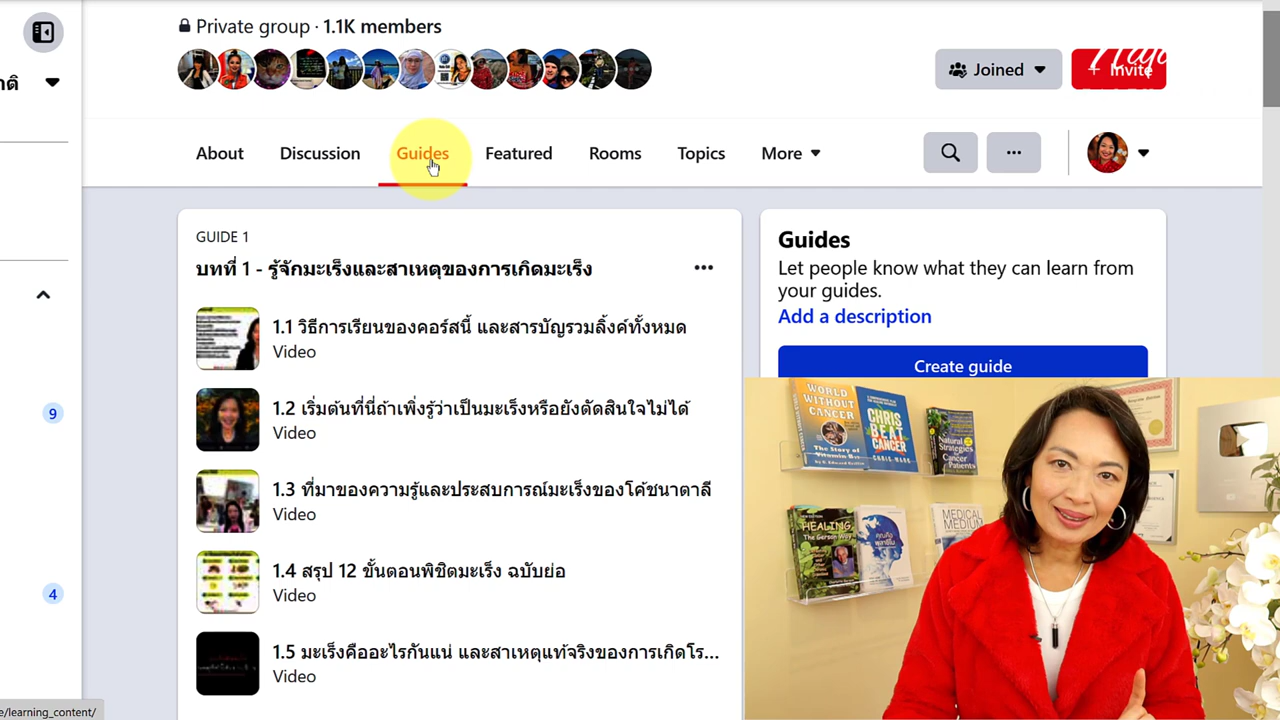 Private group · 1.1K members
าติ
Joined
+ Invite
About
Discussion
Guides
Featured
Rooms
Topics
More
GUIDE 1
บทที่ 1 - รู้จักมะเร็งและสาเหตุของการเกิดมะเร็ง
1.1 วิธีการเรียนของคอร์สนี้ และสารบัญรวมลิ้งค์ทั้งหมด
Video
1.2 เริ่มต้นที่นี่ถ้าเพิ่งรู้ว่าเป็นมะเร็งหรือยังตัดสินใจไม่ได้
Video
1.3 ที่มาของความรู้และประสบการณ์มะเร็งของโค้ชนาตาลี
Video
1.4 สรุป 12 ขั้นตอนพิชิตมะเร็ง ฉบับย่อ
Video
1.5 มะเร็งคืออะไรกันแน่ และสาเหตุแท้จริงของการเกิดโร...
Video
9
4
Guides
Let people know what they can learn from
your guides.
Add a description
Create guide
WORLD
WITHOUT
CANCER
The Story of
CHRIS
BEAT
CANCER
Natural
Strategies
Cancer
Patients
HEALING
The Gerson Way
MEDICAL
MEDIUM
e/learning_content/